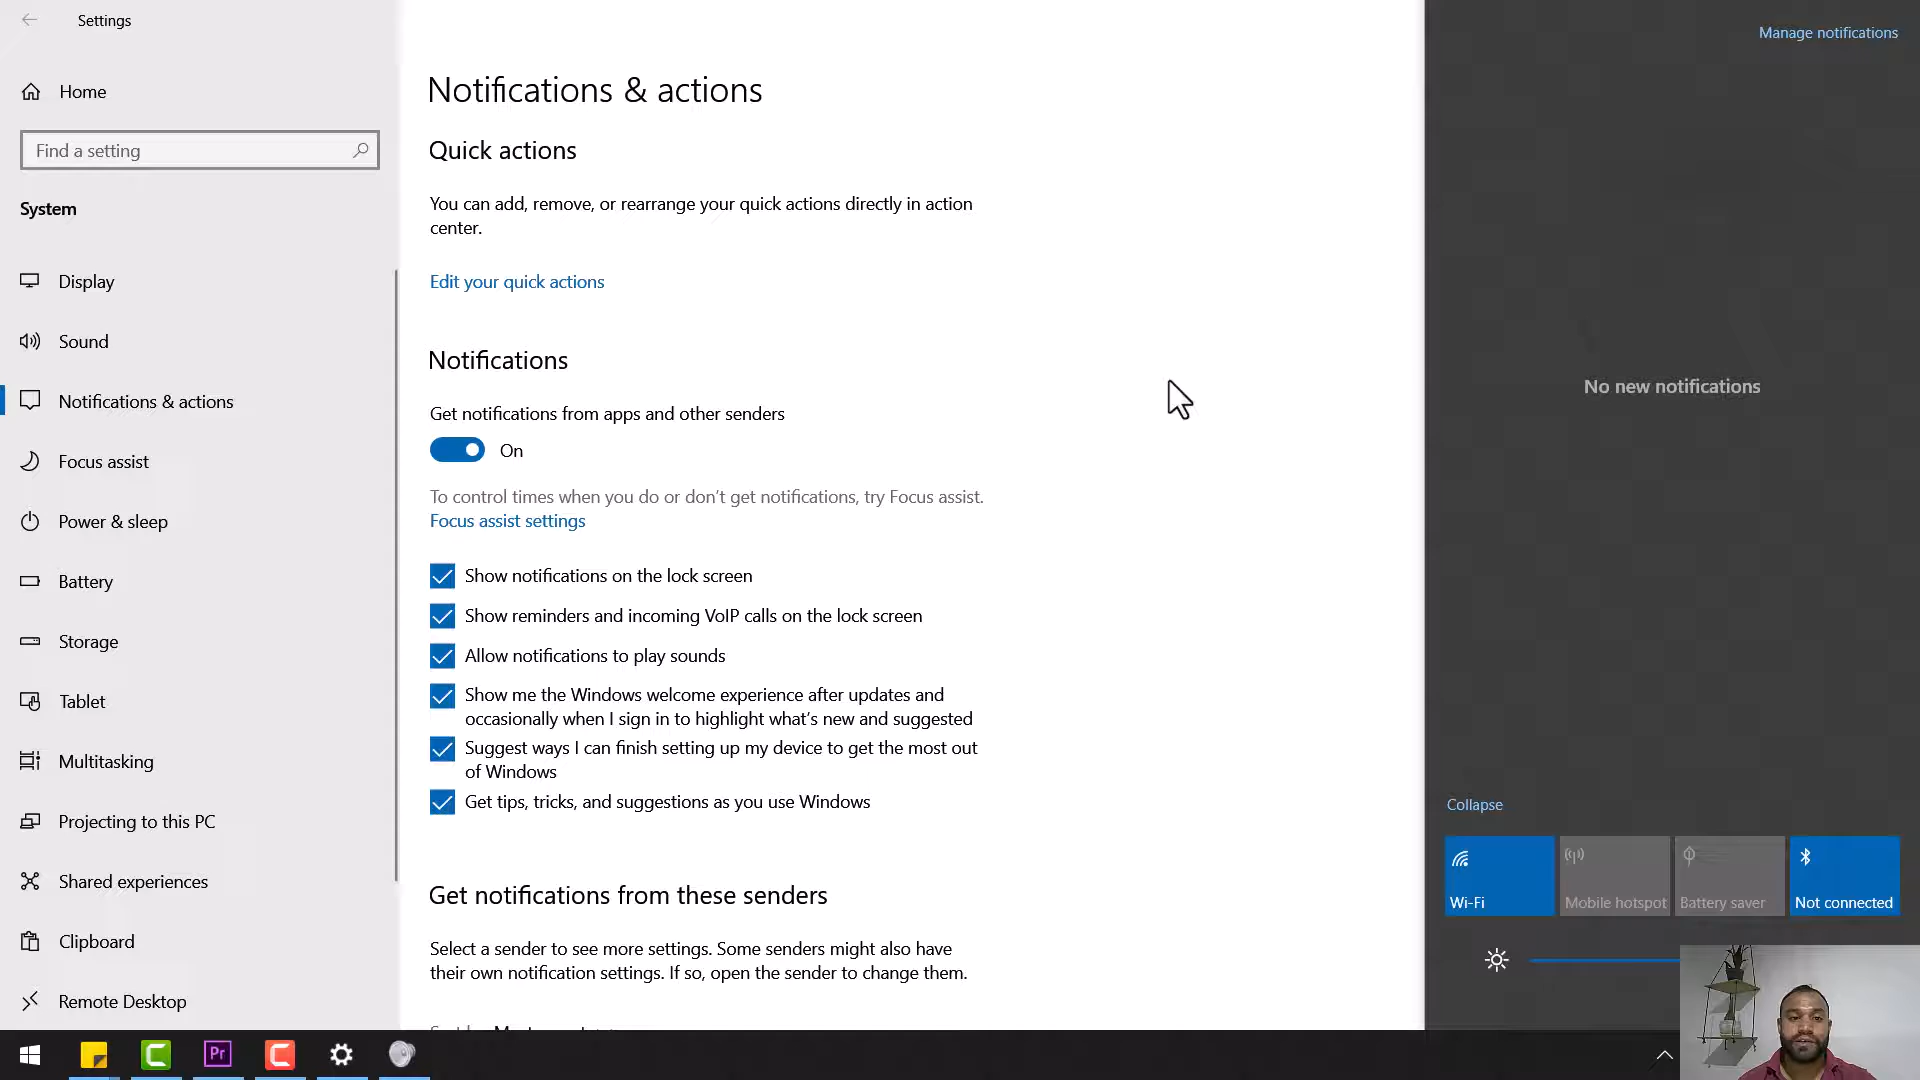 Settings
Home
Find a setting
System
Display
Sound
Notifications & actions
Focus assist
Power & sleep
Battery
Storage
Tablet
Multitasking
Projecting to this PC
Shared experiences
Clipboard
Remote Desktop
Notifications & actions
Quick actions
You can add, remove, or rearrange your quick actions directly in action
center.
Edit your quick actions
Notifications
Get notifications from apps and other senders
On
To control times when you do or don’t get notifications, try Focus assist.
Focus assist settings
Show notifications on the lock screen
Show reminders and incoming VoIP calls on the lock screen
Allow notifications to play sounds
Show me the Windows welcome experience after updates and
occasionally when I sign in to highlight what’s new and suggested
Suggest ways I can finish setting up my device to get the most out
of Windows
Get tips, tricks, and suggestions as you use Windows
Get notifications from these senders
Select a sender to see more settings. Some senders might also have
their own notification settings. If so, open the sender to change them.
Manage notifications
No new notifications
Collapse
Wi-Fi
Mobile hotspot
Battery saver
Not connected
Pr